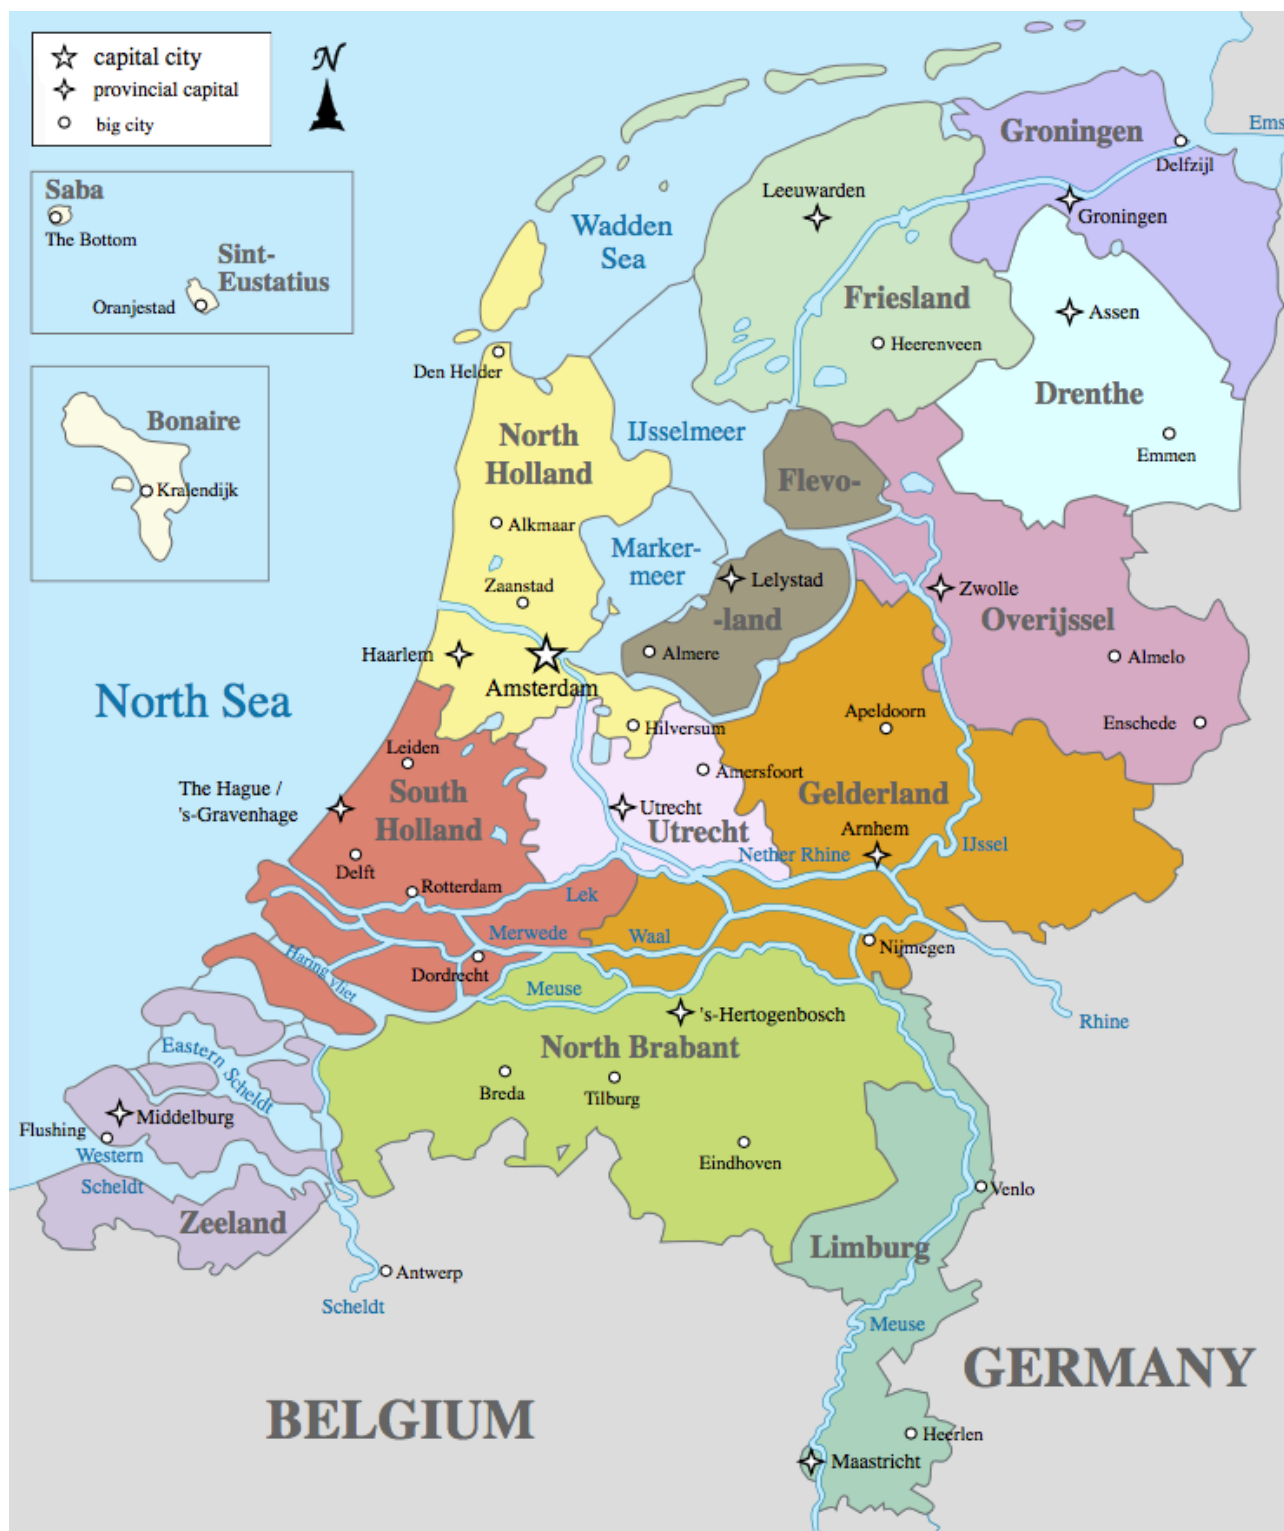 capital city
provincial capital
big city
N
Saba
The Bottom
Sint-
Eustatius
Oranjestad
Bonaire
Kralendijk
Wadden
Sea
Groningen
Ems
Delfzijl
Leeuwarden
Groningen
Friesland
Assen
Heerenveen
Den Helder
Drenthe
North
Holland
IJsselmeer
Emmen
Flevo-
Alkmaar
Marker-
meer
Zaanstad
Lelystad
Zwolle
-land
Overijssel
Haarlem
Almere
Almelo
Amsterdam
North Sea
Hilversum
Apeldoorn
Enschede
Leiden
Amersfoort
The Hague /
's-Gravenhage
South
Holland
Utrecht
Utrecht
Gelderland
Arnhem
Nether Rhine
IJssel
Delft
Rotterdam
Lek
Merwede
Waal
Nijmegen
Haring vliet
Dordrecht
Meuse
's-Hertogenbosch
Rhine
Eastern Scheldt
North Brabant
Breda
Tilburg
Middelburg
Flushing
Western
Scheldt
Eindhoven
Venlo
Zeeland
Limburg
Antwerp
Scheldt
Meuse
GERMANY
BELGIUM
Heerlen
Maastricht